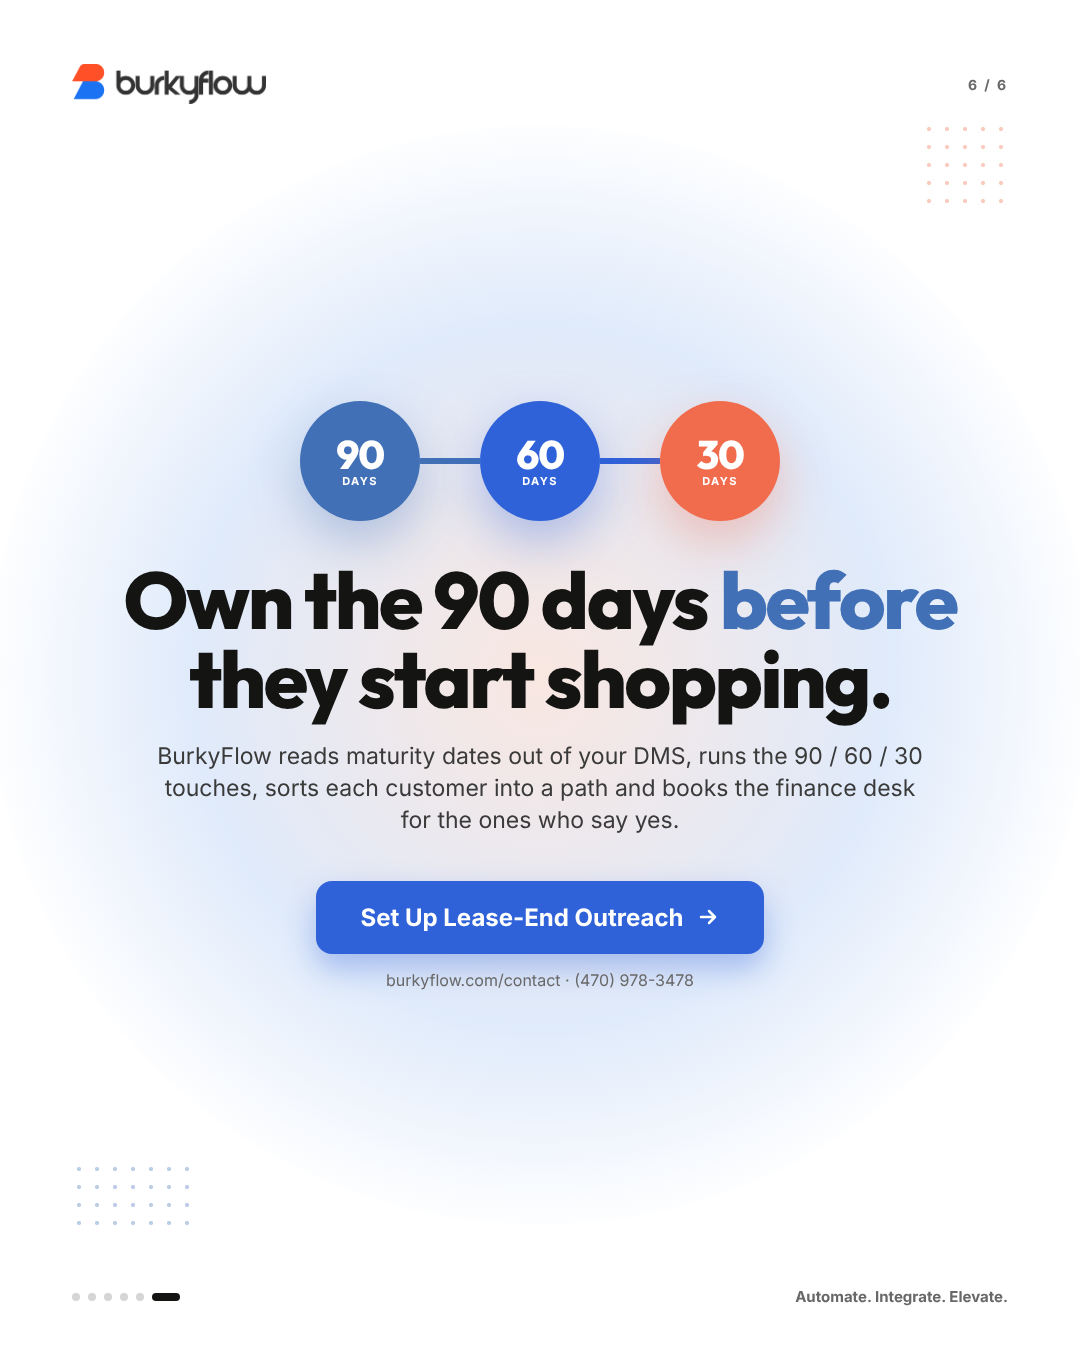 burkyflow
6 / 6
90 60 30
DAYS DAYS DAYS
Own the 90 days before
they start shopping.
BurkyFlow reads maturity dates out of your DMS, runs the 90 / 60 / 30
touches, sorts each customer into a path and books the finance desk
for the ones who say yes.
Set Up Lease-End Outreach →
burkyflow.com/contact · (470) 978-3478
Automate. Integrate. Elevate.